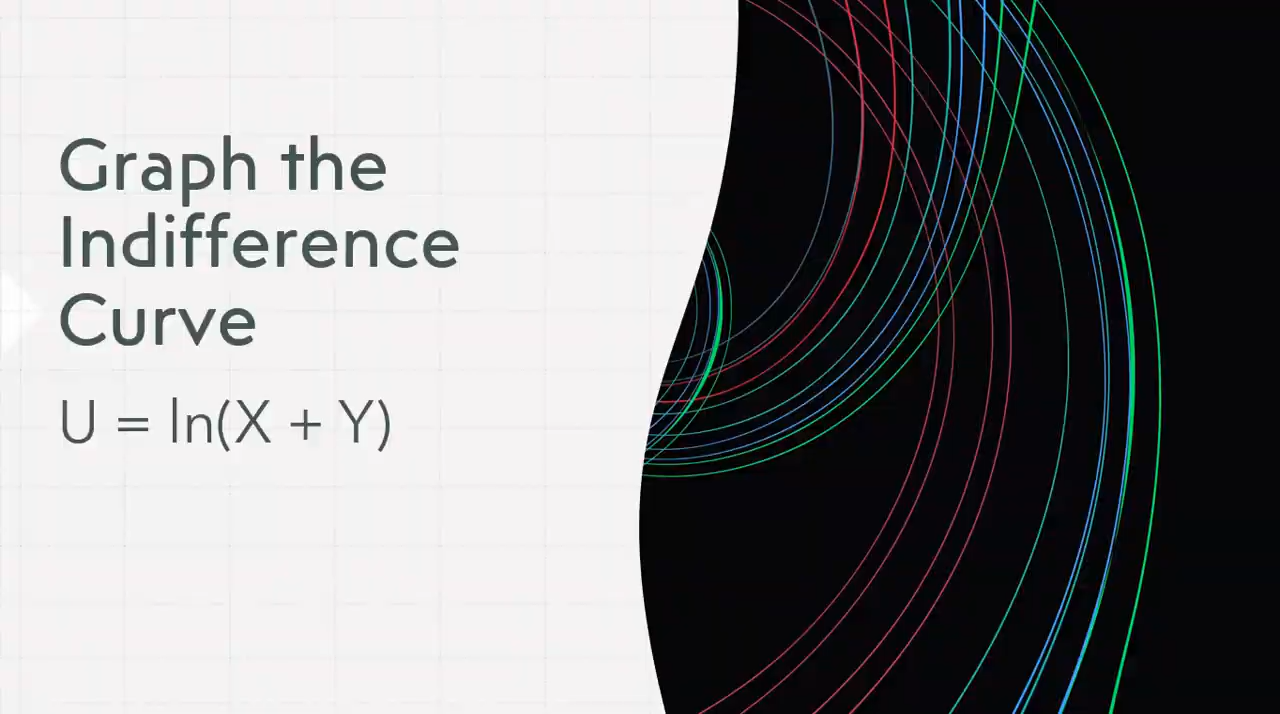 Graph the
Indifference
Curve
U = ln(X + Y)